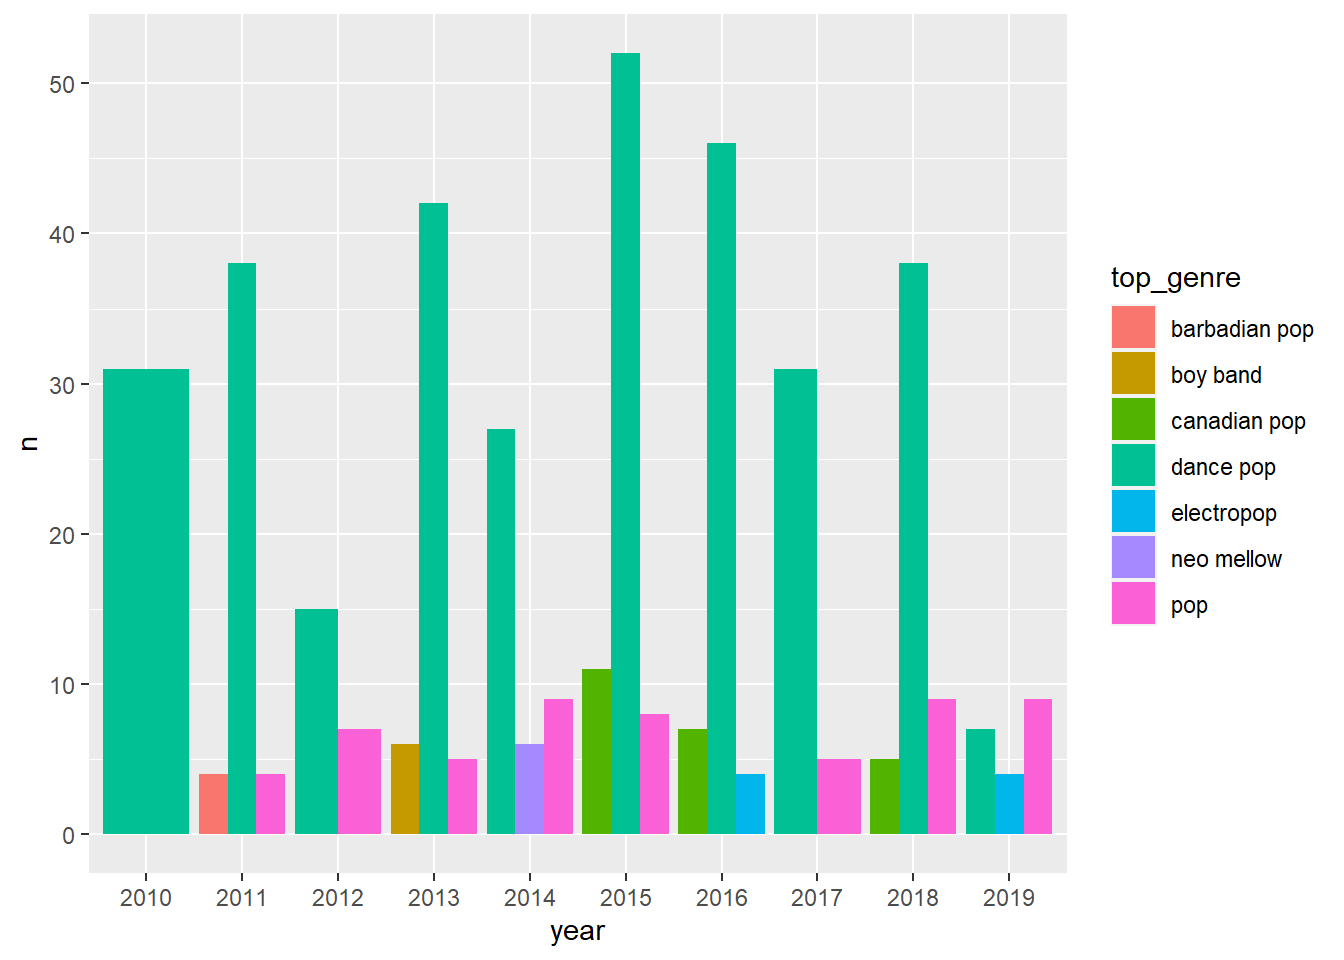 50
40
30
20
10
0
n
2010 2011 2012 2013 2014 2015 2016 2017 2018 2019
year
top_genre
barbadian pop
boy band
canadian pop
dance pop
electropop
neo mellow
pop